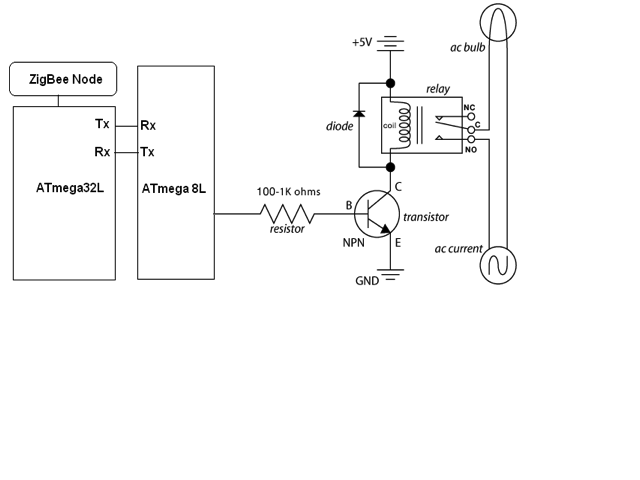 ZigBee Node
Tx
Rx
Rx
Tx
ATmega32L
ATmega 8L
100-1K ohms
resistor
+5V
diode
relay
coil
NC
C
NO
B
C
E
NPN
transistor
GND
ac bulb
ac current